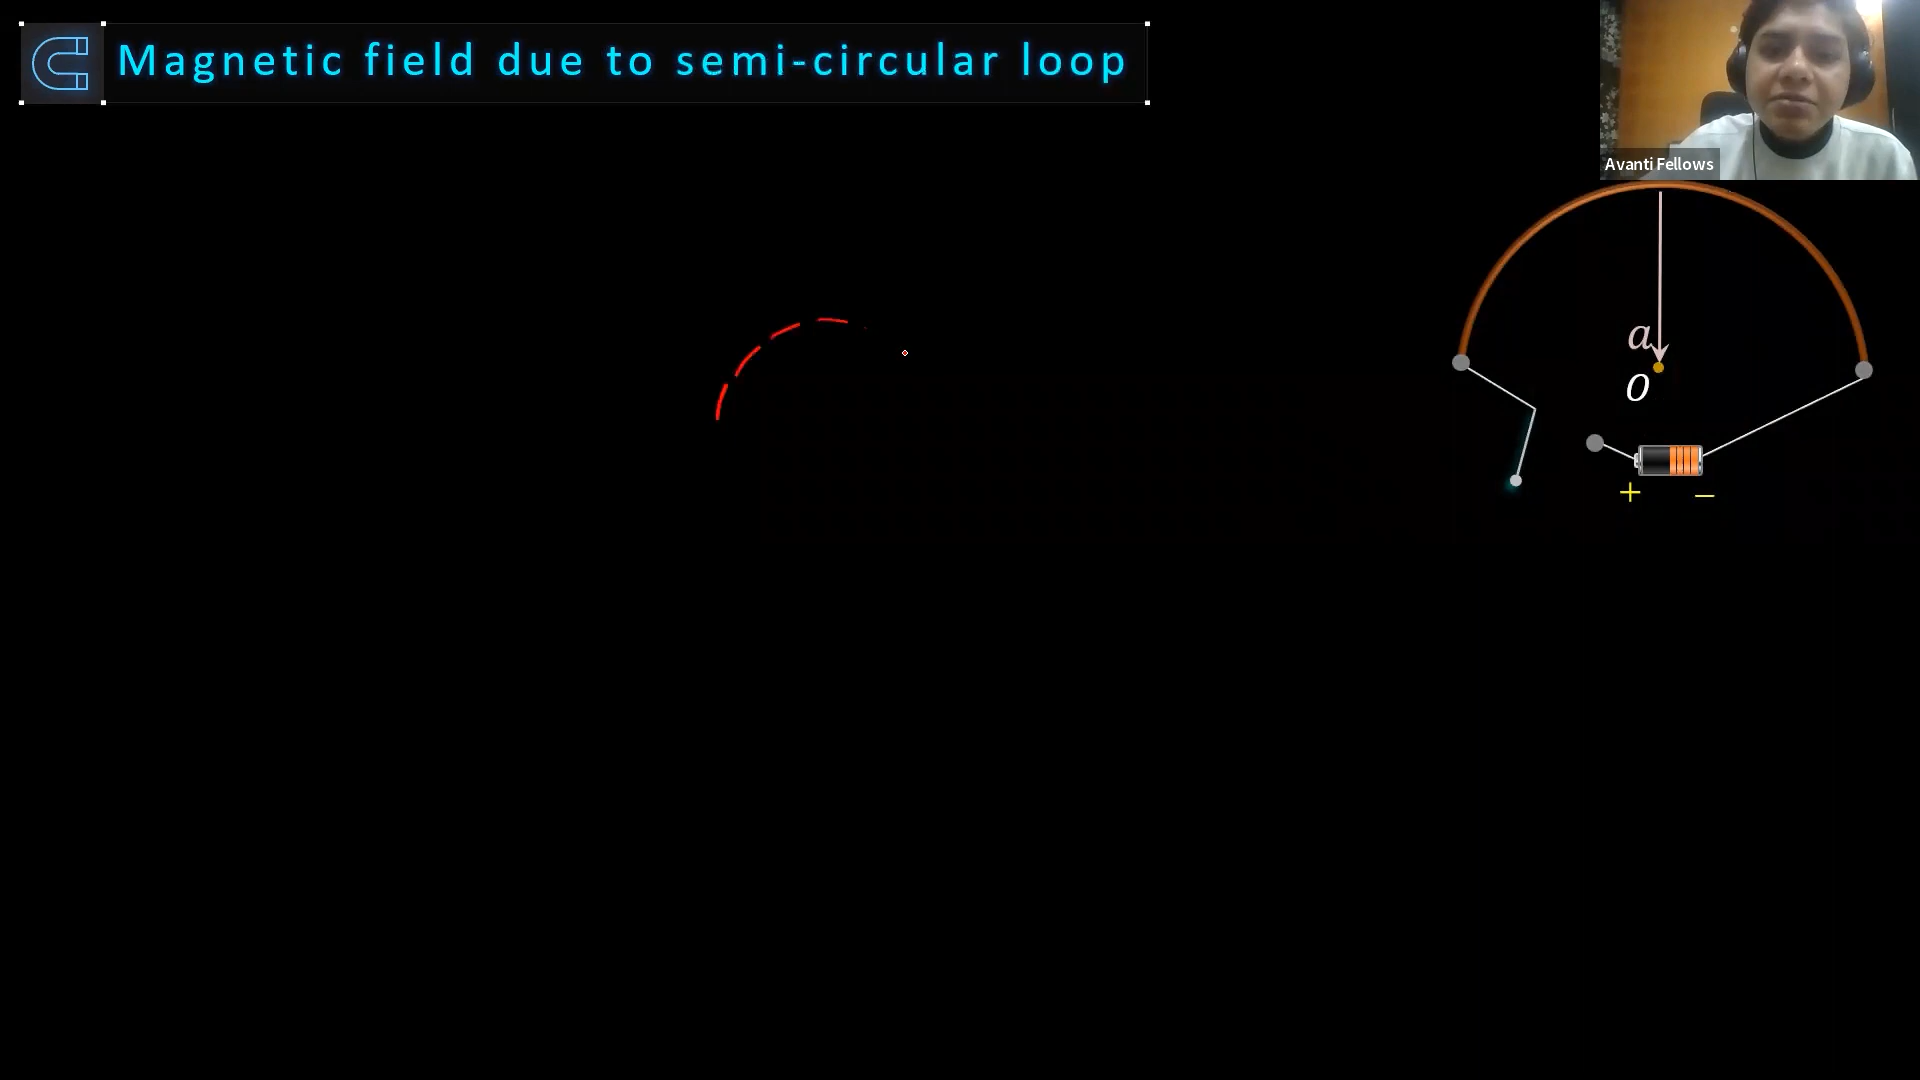 Magnetic field due to semi-circular loop
Avanti Fellows
a
O
+ −